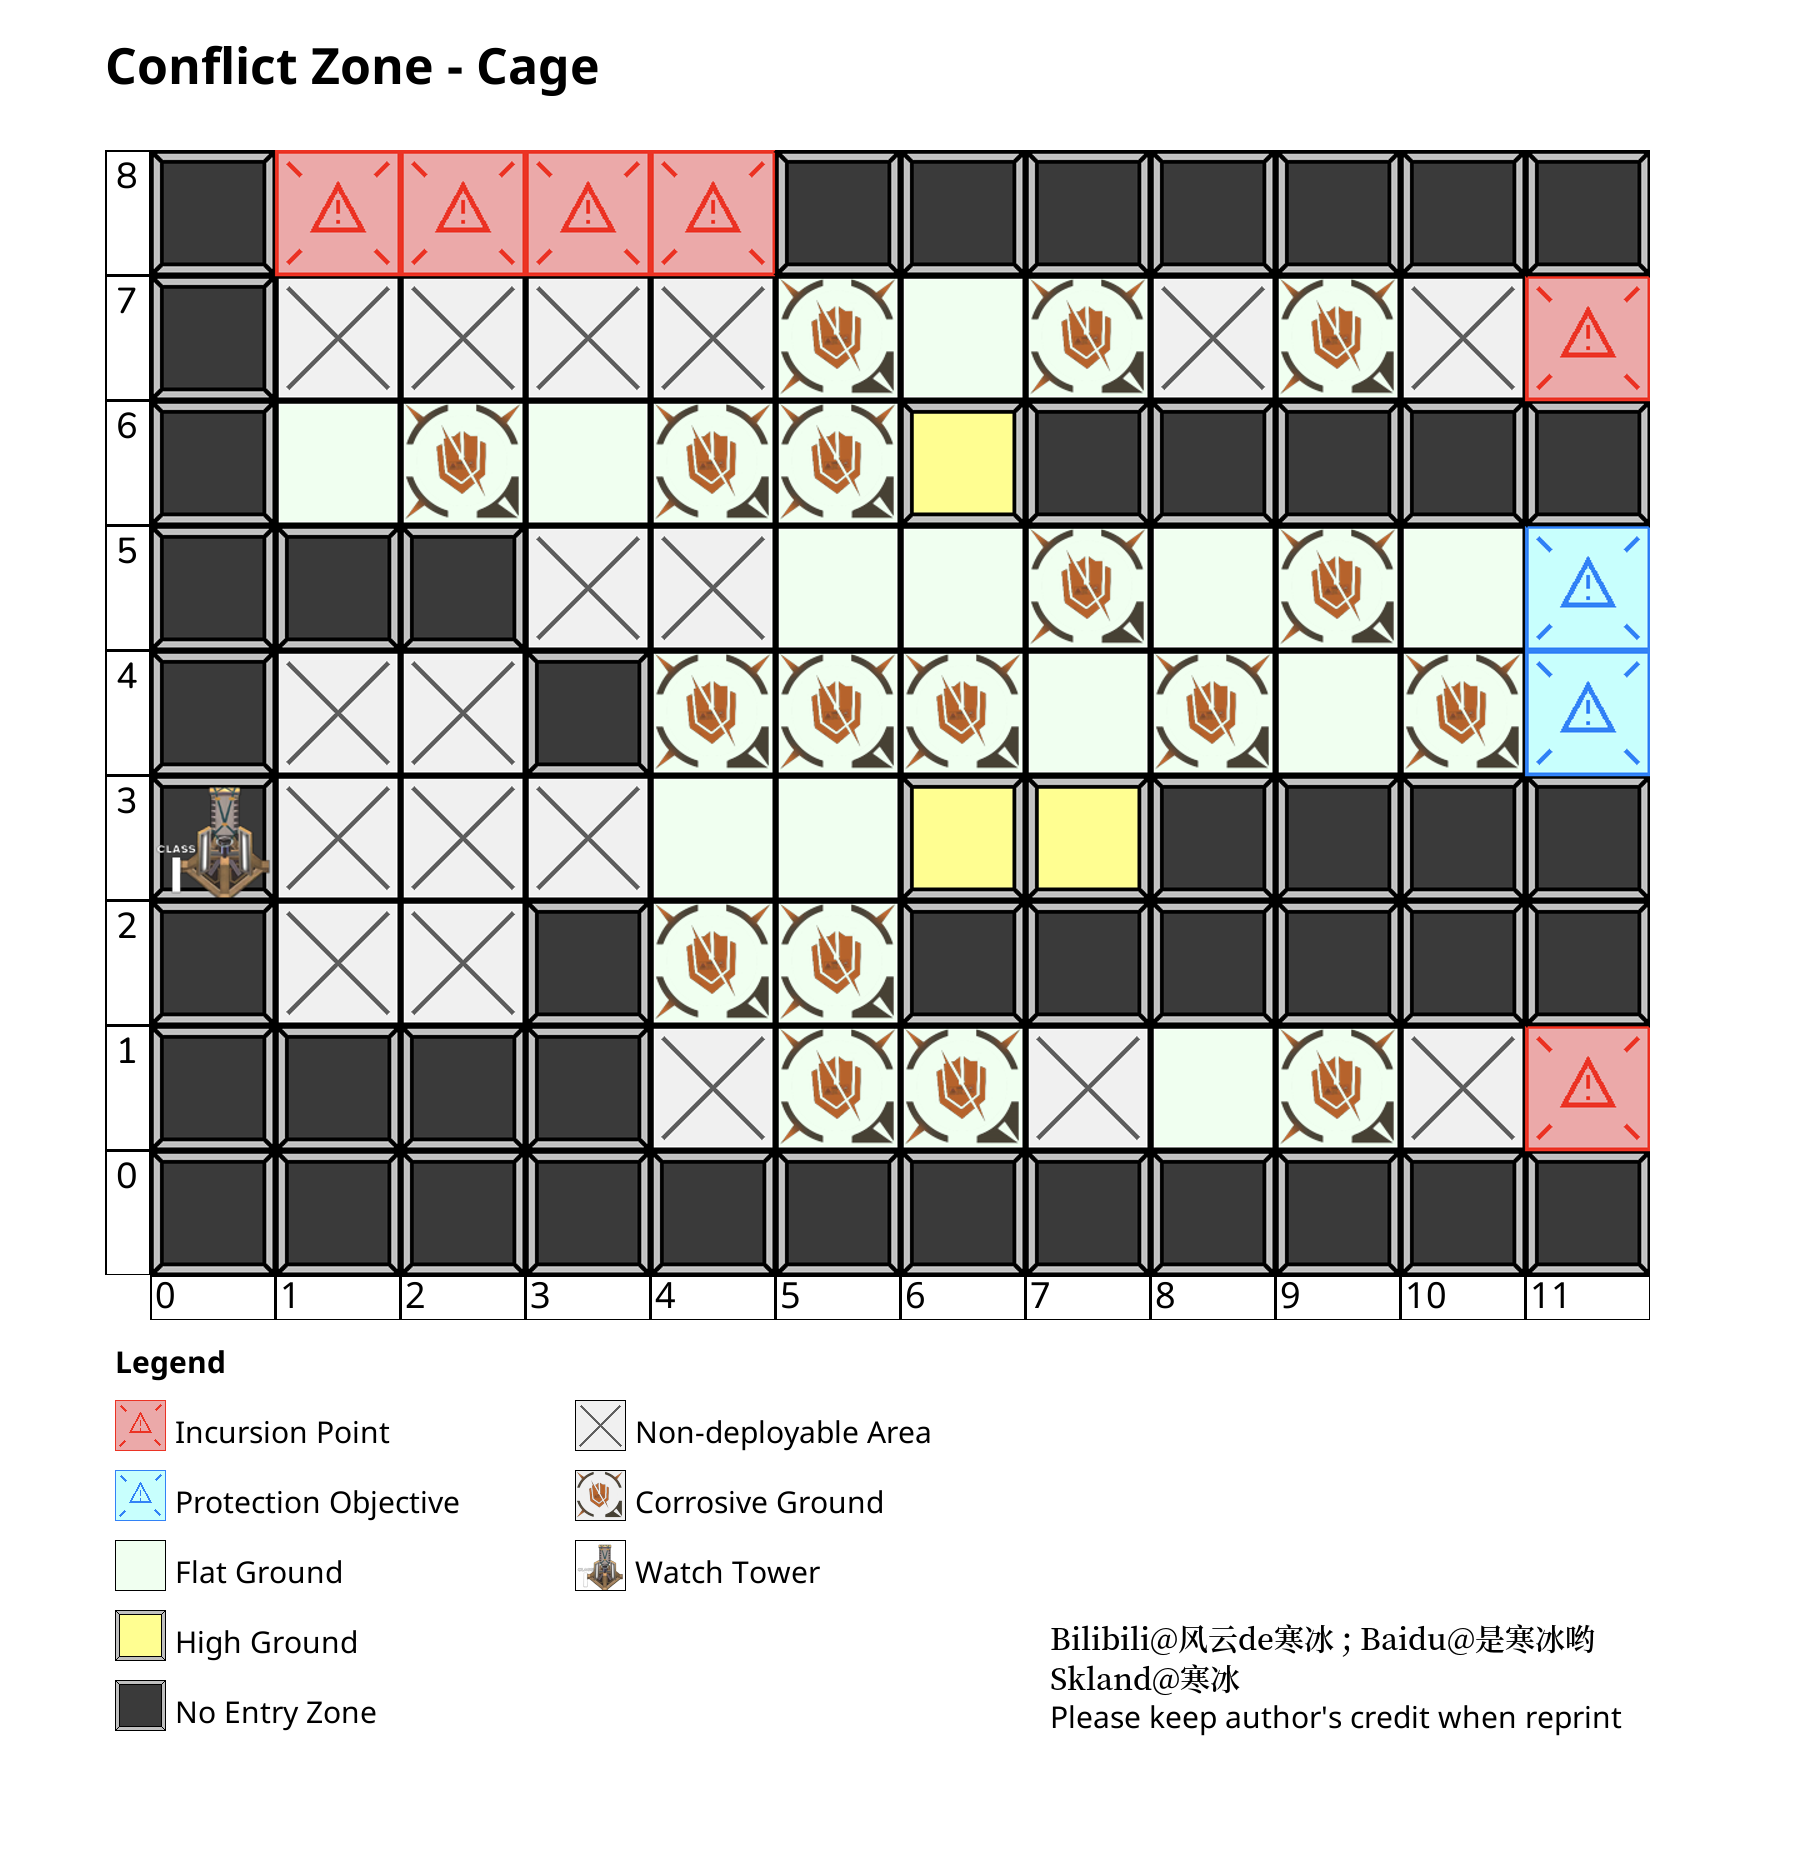 Conflict Zone - Cage
8
7
6
5
4
3
CLASS
2
1
0
0 1 2 3 4 5 6 7 8 9 10 11
Legend
Incursion Point
Non-deployable Area
Protection Objective
Corrosive Ground
Flat Ground
Watch Tower
High Ground
No Entry Zone
Bilibili@风云de寒冰 ; Baidu@是寒冰哟
Skland@寒冰
Please keep author's credit when reprint